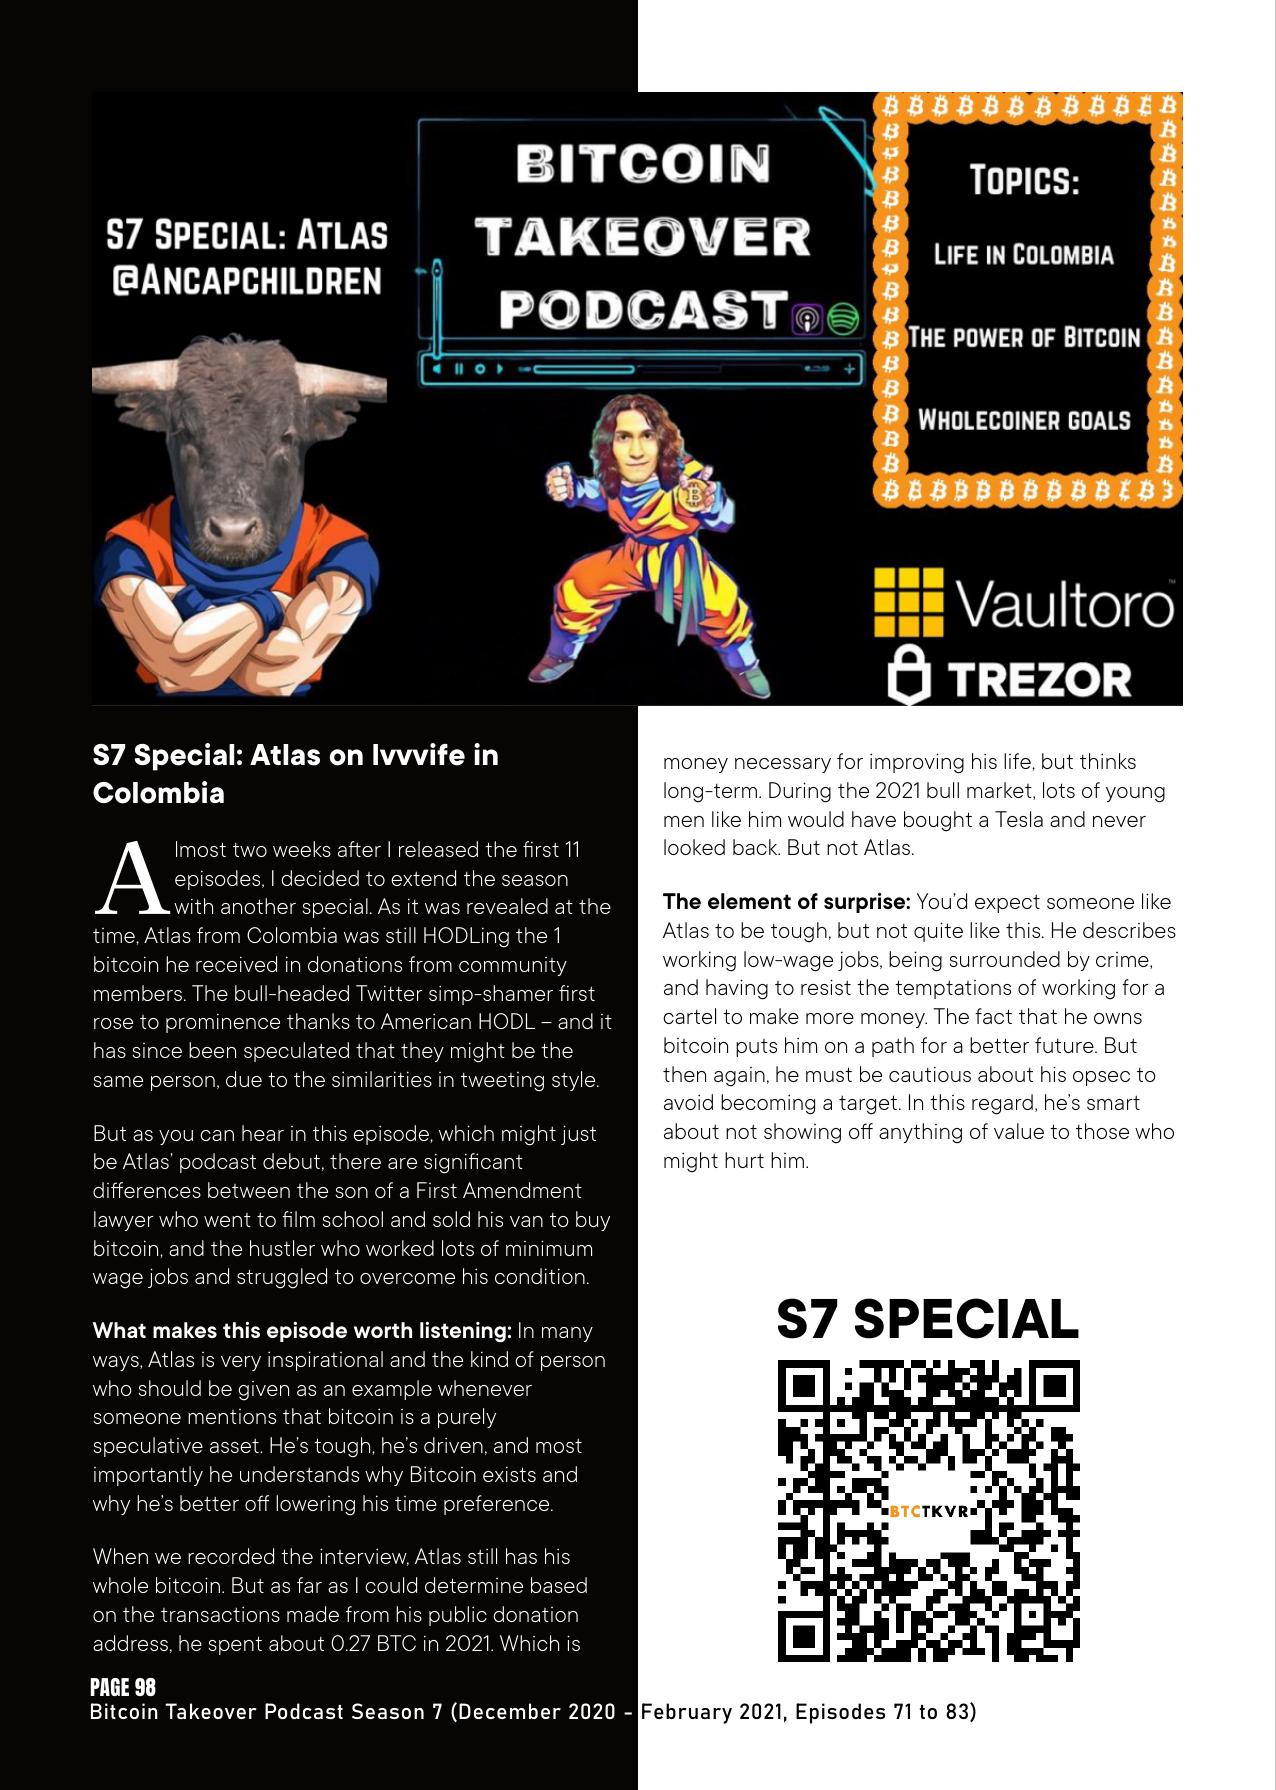 S7 Special: Atlas
@Ancapchildren
BITCOIN
TAKEOVER
PODCAST
Topics:
Life in Colombia
The power of Bitcoin
Wholecoiner goals
Vaultoro™
TREZOR
S7 Special: Atlas on lvvvife in
Colombia
Almost two weeks after I released the first 11
episodes, I decided to extend the season
with another special. As it was revealed at the
time, Atlas from Colombia was still HODLing the 1
bitcoin he received in donations from community
members. The bull-headed Twitter simp-shamer first
rose to prominence thanks to American HODL – and it
has since been speculated that they might be the
same person, due to the similarities in tweeting style.
But as you can hear in this episode, which might just
be Atlas’ podcast debut, there are significant
differences between the son of a First Amendment
lawyer who went to film school and sold his van to buy
bitcoin, and the hustler who worked lots of minimum
wage jobs and struggled to overcome his condition.
What makes this episode worth listening: In many
ways, Atlas is very inspirational and the kind of person
who should be given as an example whenever
someone mentions that bitcoin is a purely
speculative asset. He’s tough, he’s driven, and most
importantly he understands why Bitcoin exists and
why he’s better off lowering his time preference.
When we recorded the interview, Atlas still has his
whole bitcoin. But as far as I could determine based
on the transactions made from his public donation
address, he spent about 0.27 BTC in 2021. Which is
money necessary for improving his life, but thinks
long-term. During the 2021 bull market, lots of young
men like him would have bought a Tesla and never
looked back. But not Atlas.
The element of surprise: You’d expect someone like
Atlas to be tough, but not quite like this. He describes
working low-wage jobs, being surrounded by crime,
and having to resist the temptations of working for a
cartel to make more money. The fact that he owns
bitcoin puts him on a path for a better future. But
then again, he must be cautious about his opsec to
avoid becoming a target. In this regard, he’s smart
about not showing off anything of value to those who
might hurt him.
S7 SPECIAL
BTCTKVR
PAGE 98
Bitcoin Takeover Podcast Season 7 (December 2020 - February 2021, Episodes 71 to 83)